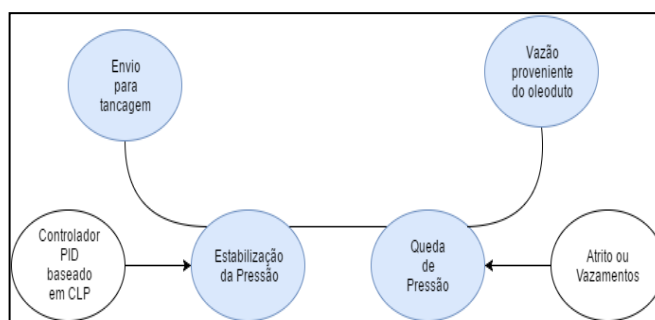 Envio
para
tancagem
Vazão
proveniente
do oleoduto
Controlador
PID
baseado
em CLP
Estabilização
da Pressão
Queda
de
Pressão
Atrito ou
Vazamentos